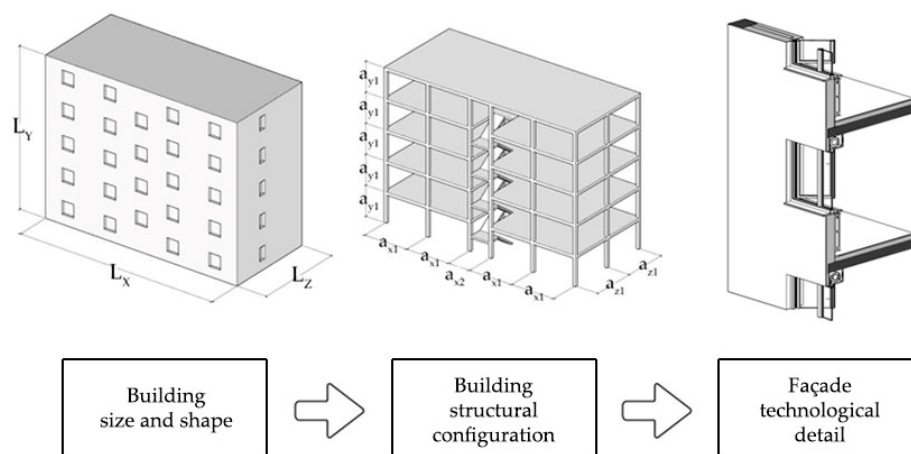 L_Y
L_X
L_Z
a_y1
a_y1
a_y1
a_y1
a_y1
a_x1
a_x1
a_x2
a_x1
a_x1
a_z1
a_z1
Building
size and shape
Building
structural
configuration
Façade
technological
detail